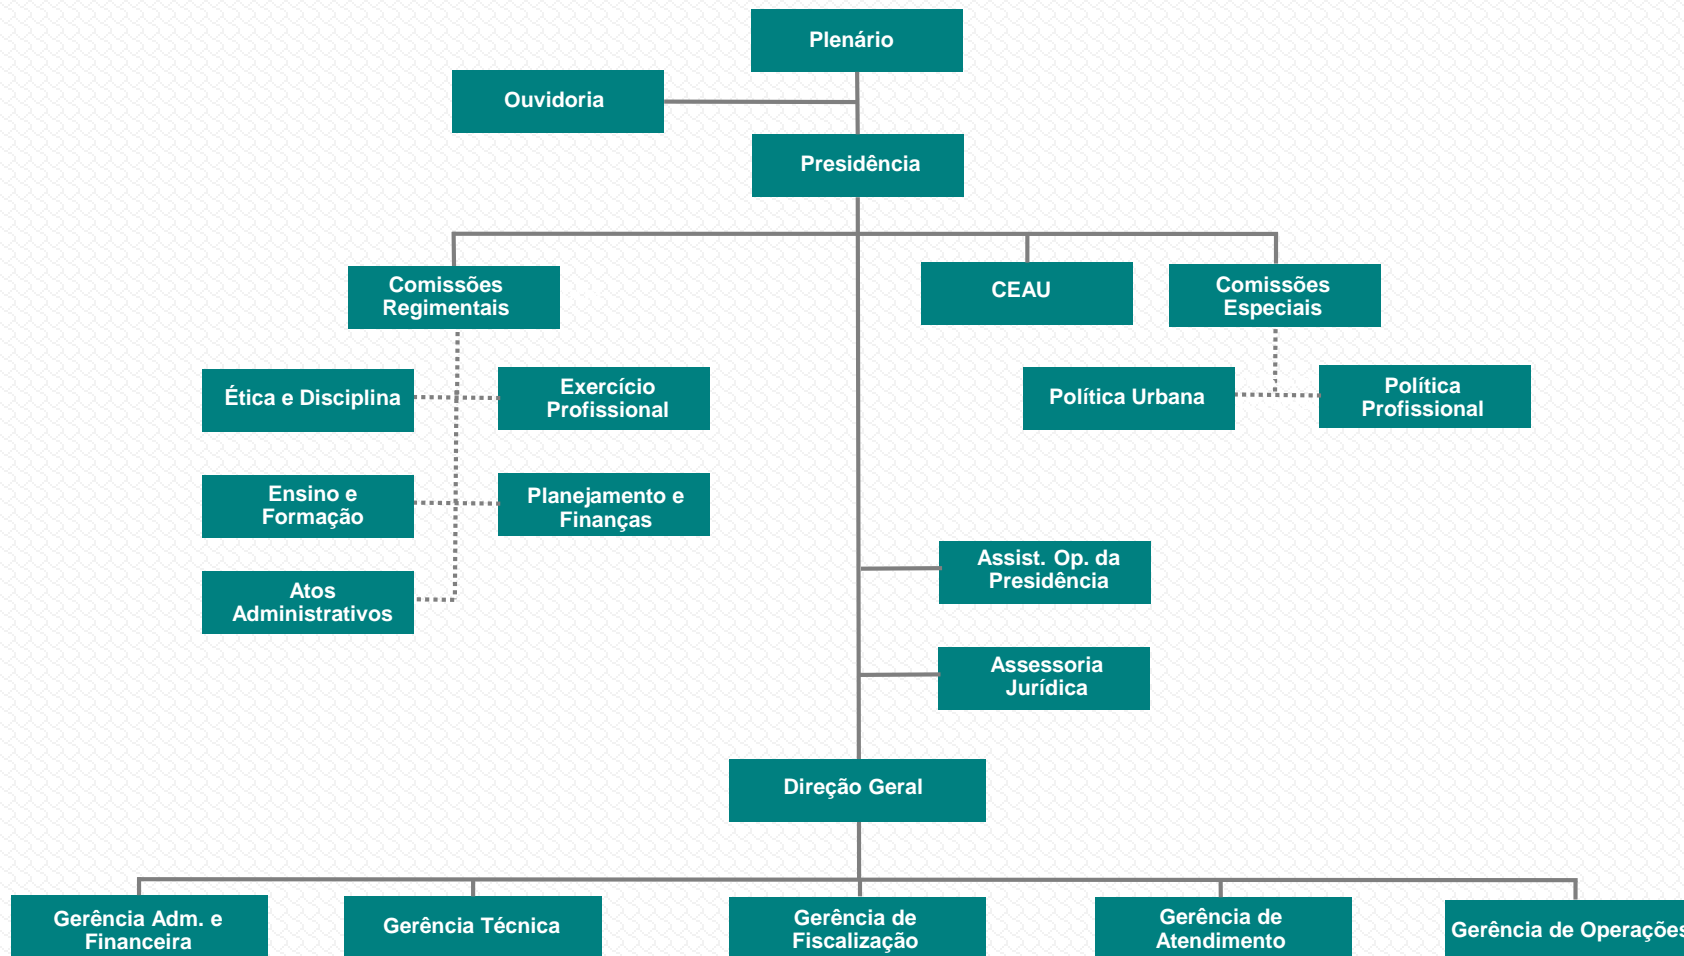 Plenário
Ouvidoria
Presidência
Comissões
Regimentais
CEAU
Comissões
Especiais
Ética e Disciplina
Exercício
Profissional
Política Urbana
Política
Profissional
Ensino e
Formação
Planejamento e
Finanças
Assist. Op. da
Presidência
Atos
Administrativos
Assessoria
Jurídica
Direção Geral
Gerência Adm. e
Financeira
Gerência Técnica
Gerência de
Fiscalização
Gerência de
Atendimento
Gerência de Operações